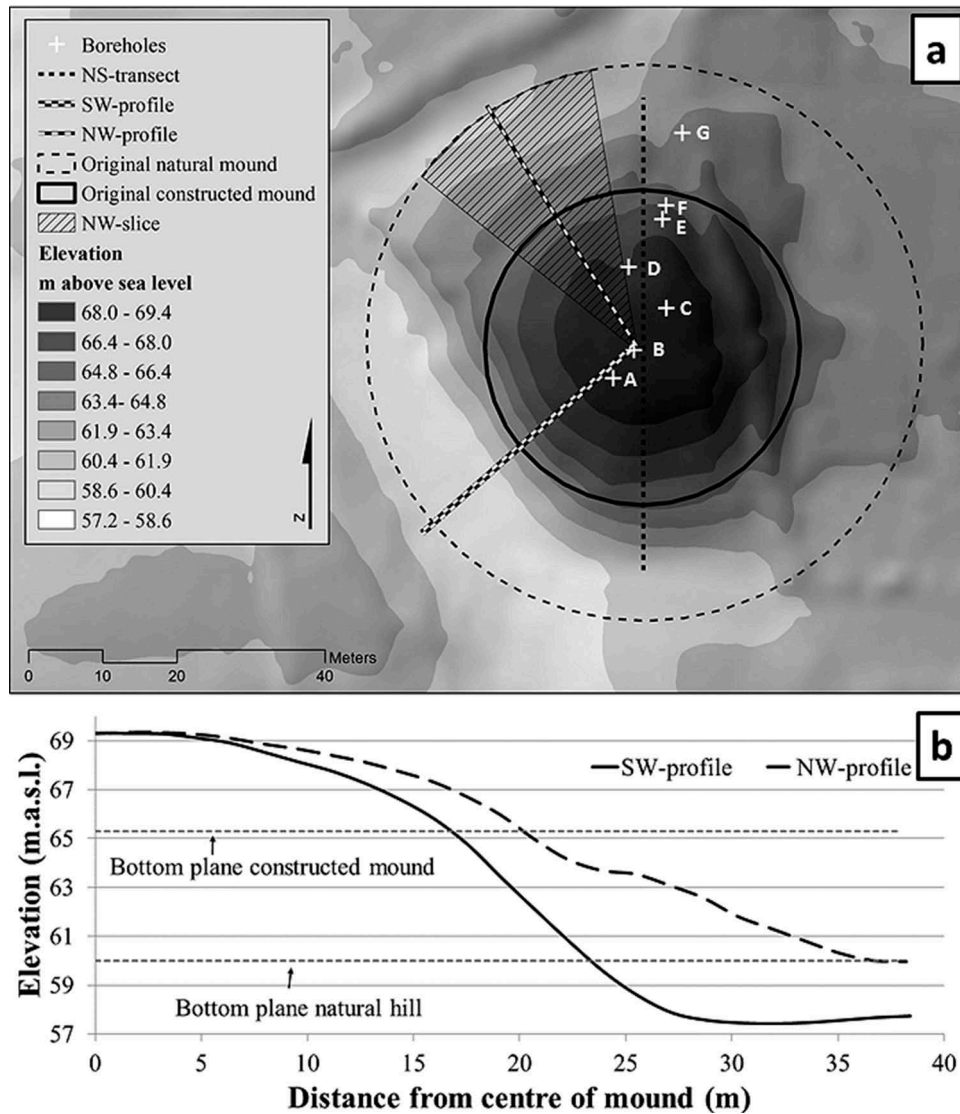 a
Boreholes
NS-transect
SW-profile
NW-profile
Original natural mound
Original constructed mound
NW-slice
Elevation
m above sea level
68.0 - 69.4
66.4 - 68.0
64.8 - 66.4
63.4- 64.8
61.9 - 63.4
60.4 - 61.9
58.6 - 60.4
57.2 - 58.6
N
G
F
E
D
C
B
A
Meters
0 10 20 40
b
69
67
65
63
61
59
57
Elevation (m.a.s.l.)
SW-profile NW-profile
Bottom plane constructed mound
Bottom plane natural hill
0 5 10 15 20 25 30 35 40
Distance from centre of mound (m)